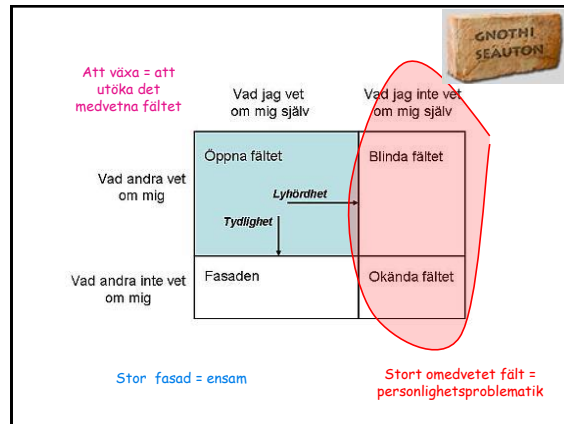 GNOTHI
SEAUTON
Att växa = att
utöka det
medvetna fältet
Vad jag vet
om mig själv
Vad jag inte vet
om mig själv
Vad andra vet
om mig
Öppna fältet
Blinda fältet
Lyhördhet
Tydlighet
Vad andra inte vet
om mig
Fasaden
Okända fältet
Stor fasad = ensam
Stort omedvetet fält =
personlighetsproblematik